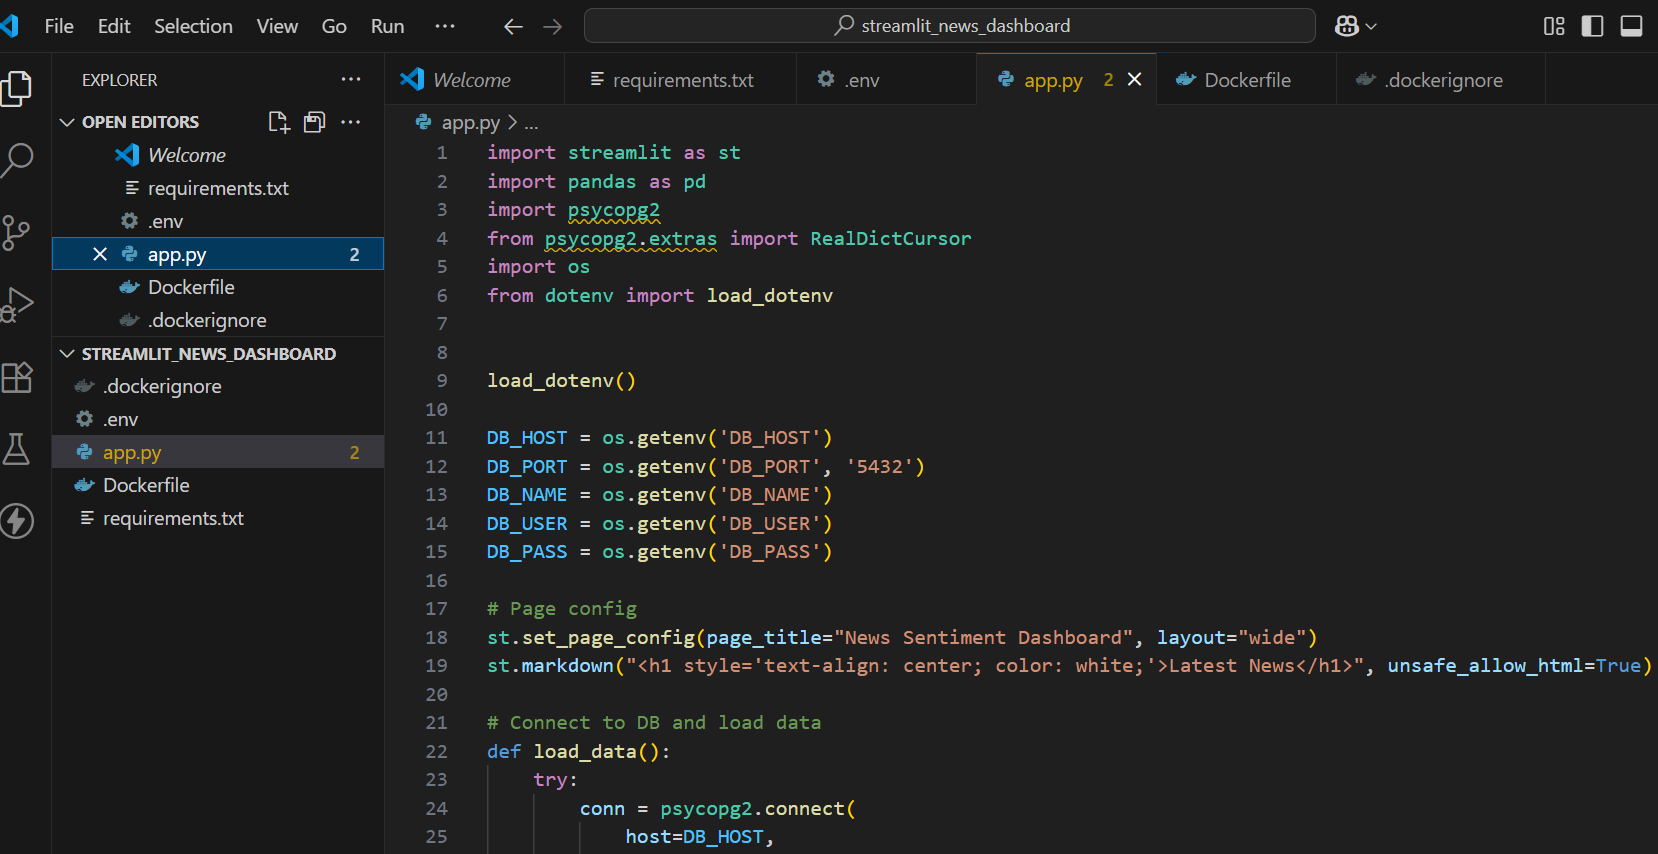 File Edit Selection View Go Run ...
streamlit_news_dashboard
EXPLORER ...
OPEN EDITORS ...
Welcome
requirements.txt
.env
app.py 2
Dockerfile
.dockerignore
STREAMLIT_NEWS_DASHBOARD
.dockerignore
.env
app.py 2
Dockerfile
requirements.txt
Welcome requirements.txt .env app.py 2 Dockerfile .dockerignore
app.py > ...
1 import streamlit as st
2 import pandas as pd
3 import psycopg2
4 from psycopg2.extras import RealDictCursor
5 import os
6 from dotenv import load_dotenv
7
8
9 load_dotenv()
10
11 DB_HOST = os.getenv('DB_HOST')
12 DB_PORT = os.getenv('DB_PORT', '5432')
13 DB_NAME = os.getenv('DB_NAME')
14 DB_USER = os.getenv('DB_USER')
15 DB_PASS = os.getenv('DB_PASS')
16
17 # Page config
18 st.set_page_config(page_title="News Sentiment Dashboard", layout="wide")
19 st.markdown("<h1 style='text-align: center; color: white;'>Latest News</h1>", unsafe_allow_html=True)
20
21 # Connect to DB and load data
22 def load_data():
23 try:
24 conn = psycopg2.connect(
25 host=DB_HOST,